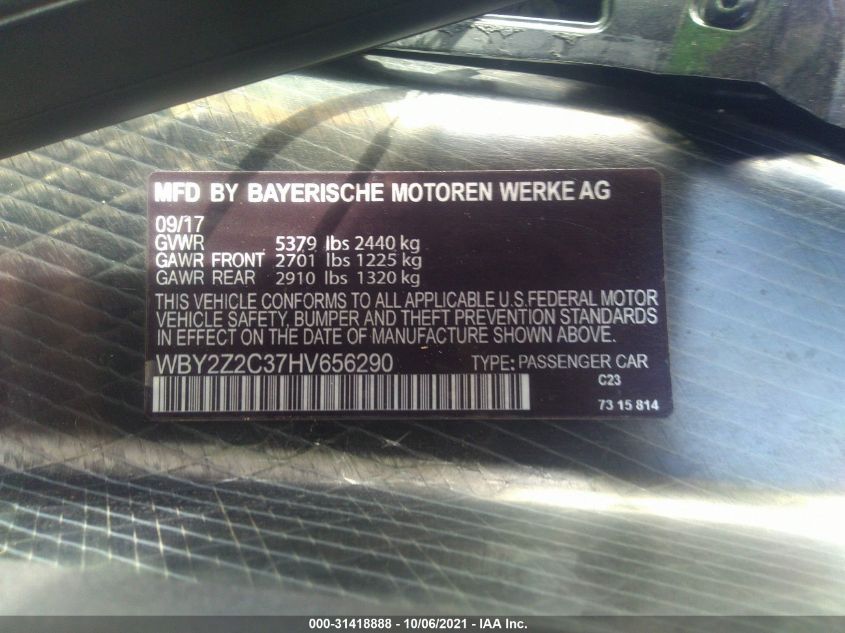 MFD BY BAYERISCHE MOTOREN WERKE AG
09/17
GVWR 5379 lbs 2440 kg
GAWR FRONT 2701 lbs 1225 kg
GAWR REAR 2910 lbs 1320 kg
THIS VEHICLE CONFORMS TO ALL APPLICABLE U.S.FEDERAL MOTOR
VEHICLE SAFETY, BUMPER AND THEFT PREVENTION STANDARDS
IN EFFECT ON THE DATE OF MANUFACTURE SHOWN ABOVE.
WBY2Z2C37HV656290 TYPE: PASSENGER CAR
C23
7315814
000-31418888 - 10/06/2021 - IAA Inc.